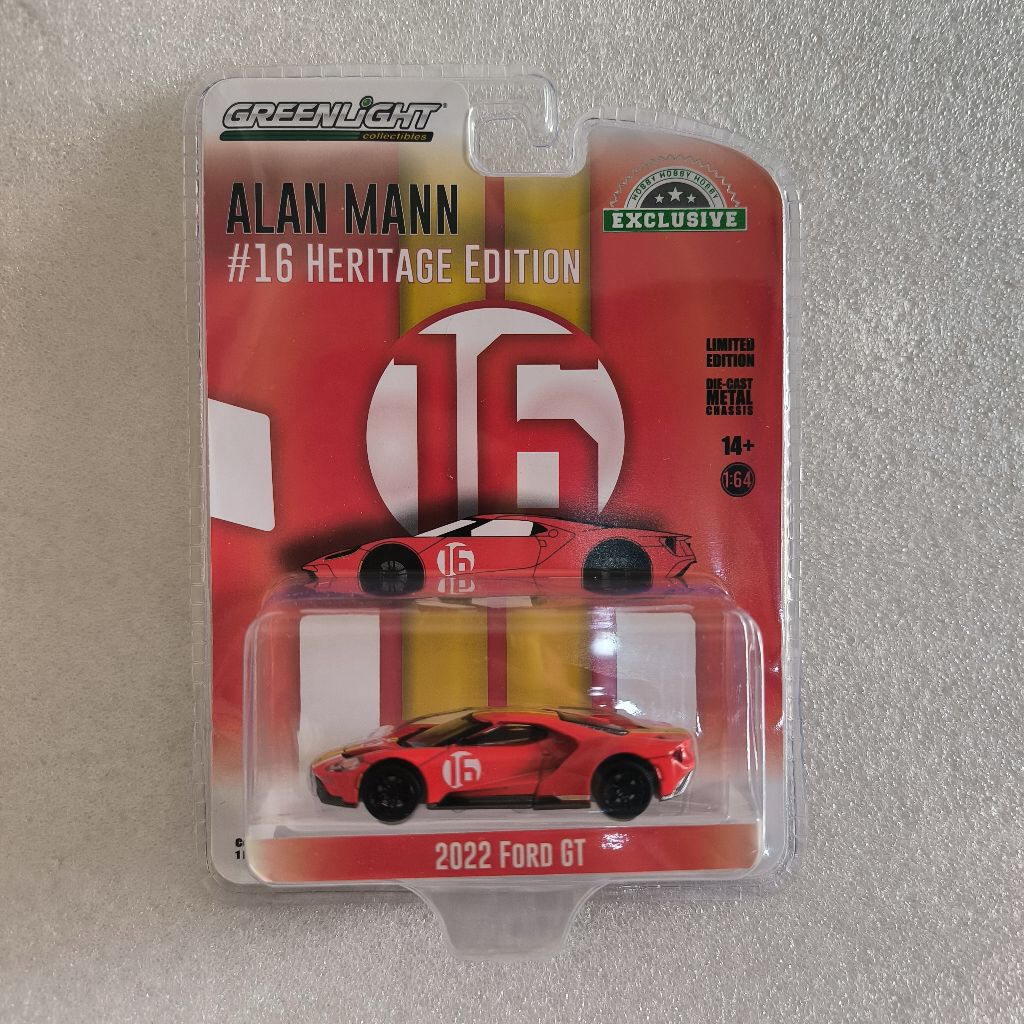 GREENLiGHT®
collectibles
ALAN MANN
#16 HERITAGE EDITION
HOBBY HOBBY HOBBY
EXCLUSIVE
16
LIMITED
EDITION
DIE-CAST
METAL
CHASSIS
14+
1:64
16
16
16
2022 FORD GT